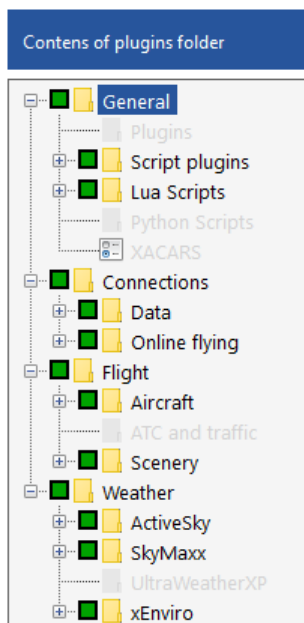 Contens of plugins folder
General
Plugins
Script plugins
Lua Scripts
Python Scripts
XACARS
Connections
Data
Online flying
Flight
Aircraft
ATC and traffic
Scenery
Weather
ActiveSky
SkyMaxx
UltraWeatherXP
xEnviro